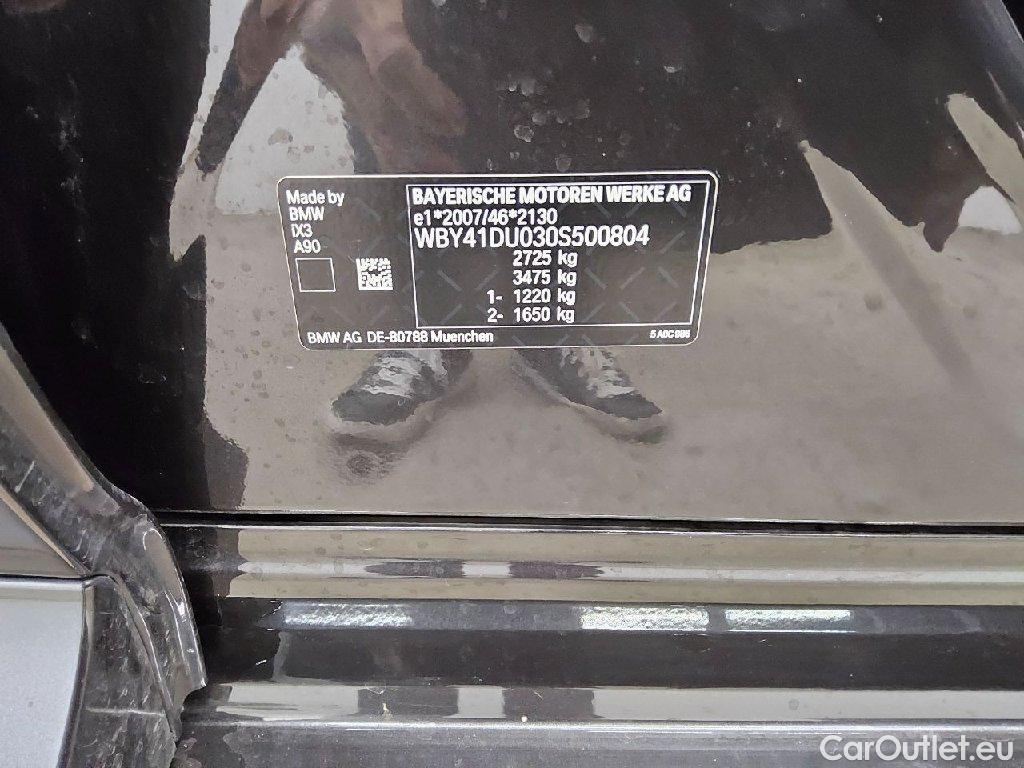 Made by
BMW
IX3
A90
BAYERISCHE MOTOREN WERKE AG
e1*2007/46*2130
WBY41DU030S500804
2725 kg
3475 kg
1- 1220 kg
2- 1650 kg
BMW AG DE-80788 Muenchen
CarOutlet.eu